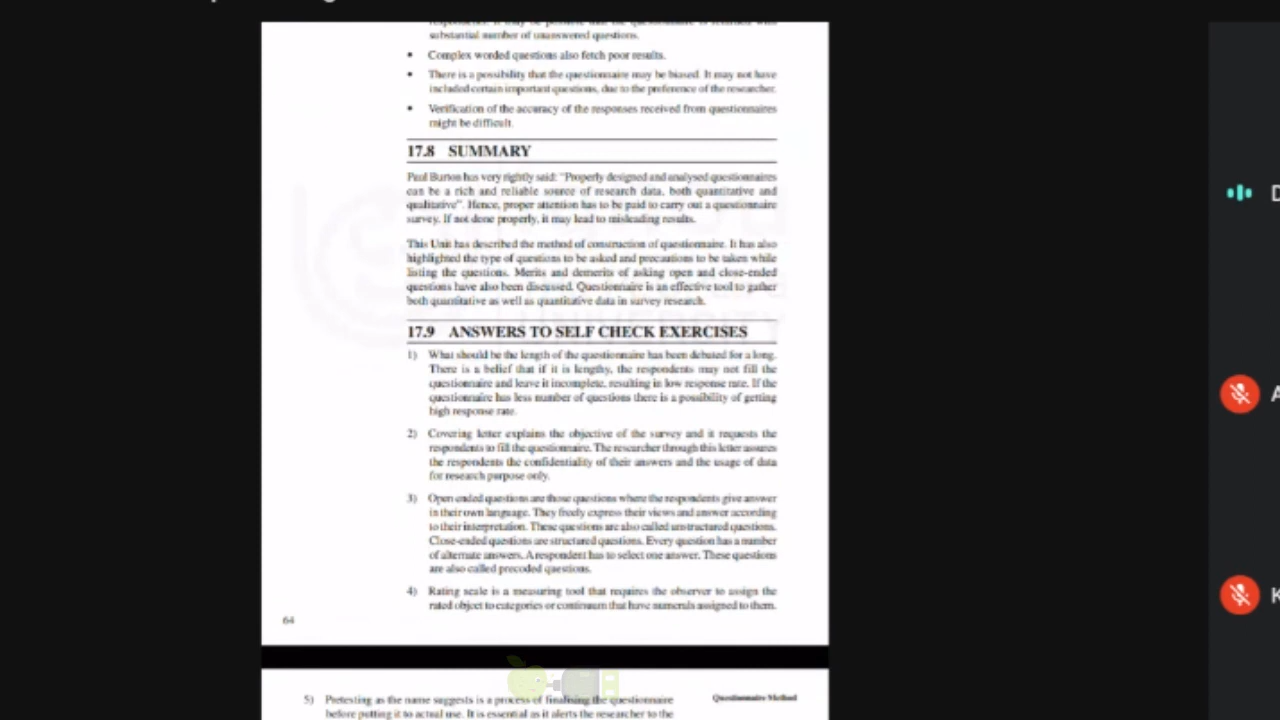 substantial number of unanswered questions.
• Complex worded questions also fetch poor results.
• There is a possibility that the questionnaire may be biased. It may not have
included certain important questions, due to the preference of the researcher.
• Verification of the accuracy of the responses received from questionnaires
might be difficult.
17.8 SUMMARY
Paul Burton has very rightly said: "Properly designed and analysed questionnaires
can be a rich and reliable source of research data, both quantitative and
qualitative". Hence, proper attention has to be paid to carry out a questionnaire
survey. If not done properly, it may lead to misleading results.
This Unit has described the method of construction of questionnaire. It has also
highlighted the type of questions to be asked and precautions to be taken while
listing the questions. Merits and demerits of asking open and close-ended
questions have also been discussed. Questionnaire is an effective tool to gather
both quantitative as well as quantitative data in survey research.
17.9 ANSWERS TO SELF CHECK EXERCISES
1) What should be the length of the questionnaire has been debated for a long.
There is a belief that if it is lengthy, the respondents may not fill the
questionnaire and leave it incomplete, resulting in low response rate. If the
questionnaire has less number of questions there is a possibility of getting
high response rate.
2) Covering letter explains the objective of the survey and it requests the
respondents to fill the questionnaire. The researcher through this letter assures
the respondents the confidentiality of their answers and the usage of data
for research purpose only.
3) Open ended questions are those questions where the respondents give answer
in their own language. They freely express their views and answer according
to their interpretation. These questions are also called unstructured questions.
Close-ended questions are structured questions. Every question has a number
of alternate answers. A respondent has to select one answer. These questions
are also called precoded questions.
4) Rating scale is a measuring tool that requires the observer to assign the
rated object to categories or continuum that have numerals assigned to them.
64
5) Pretesting as the name suggests is a process of finalising the questionnaire
Questionnaire Method
before putting it to actual use. It is essential as it alerts the researcher to the
A
K